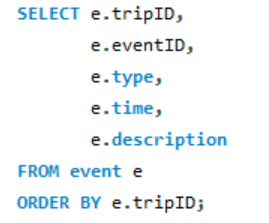 SELECT e.tripID,
e.eventID,
e.type,
e.time,
e.description
FROM event e
ORDER BY e.tripID;